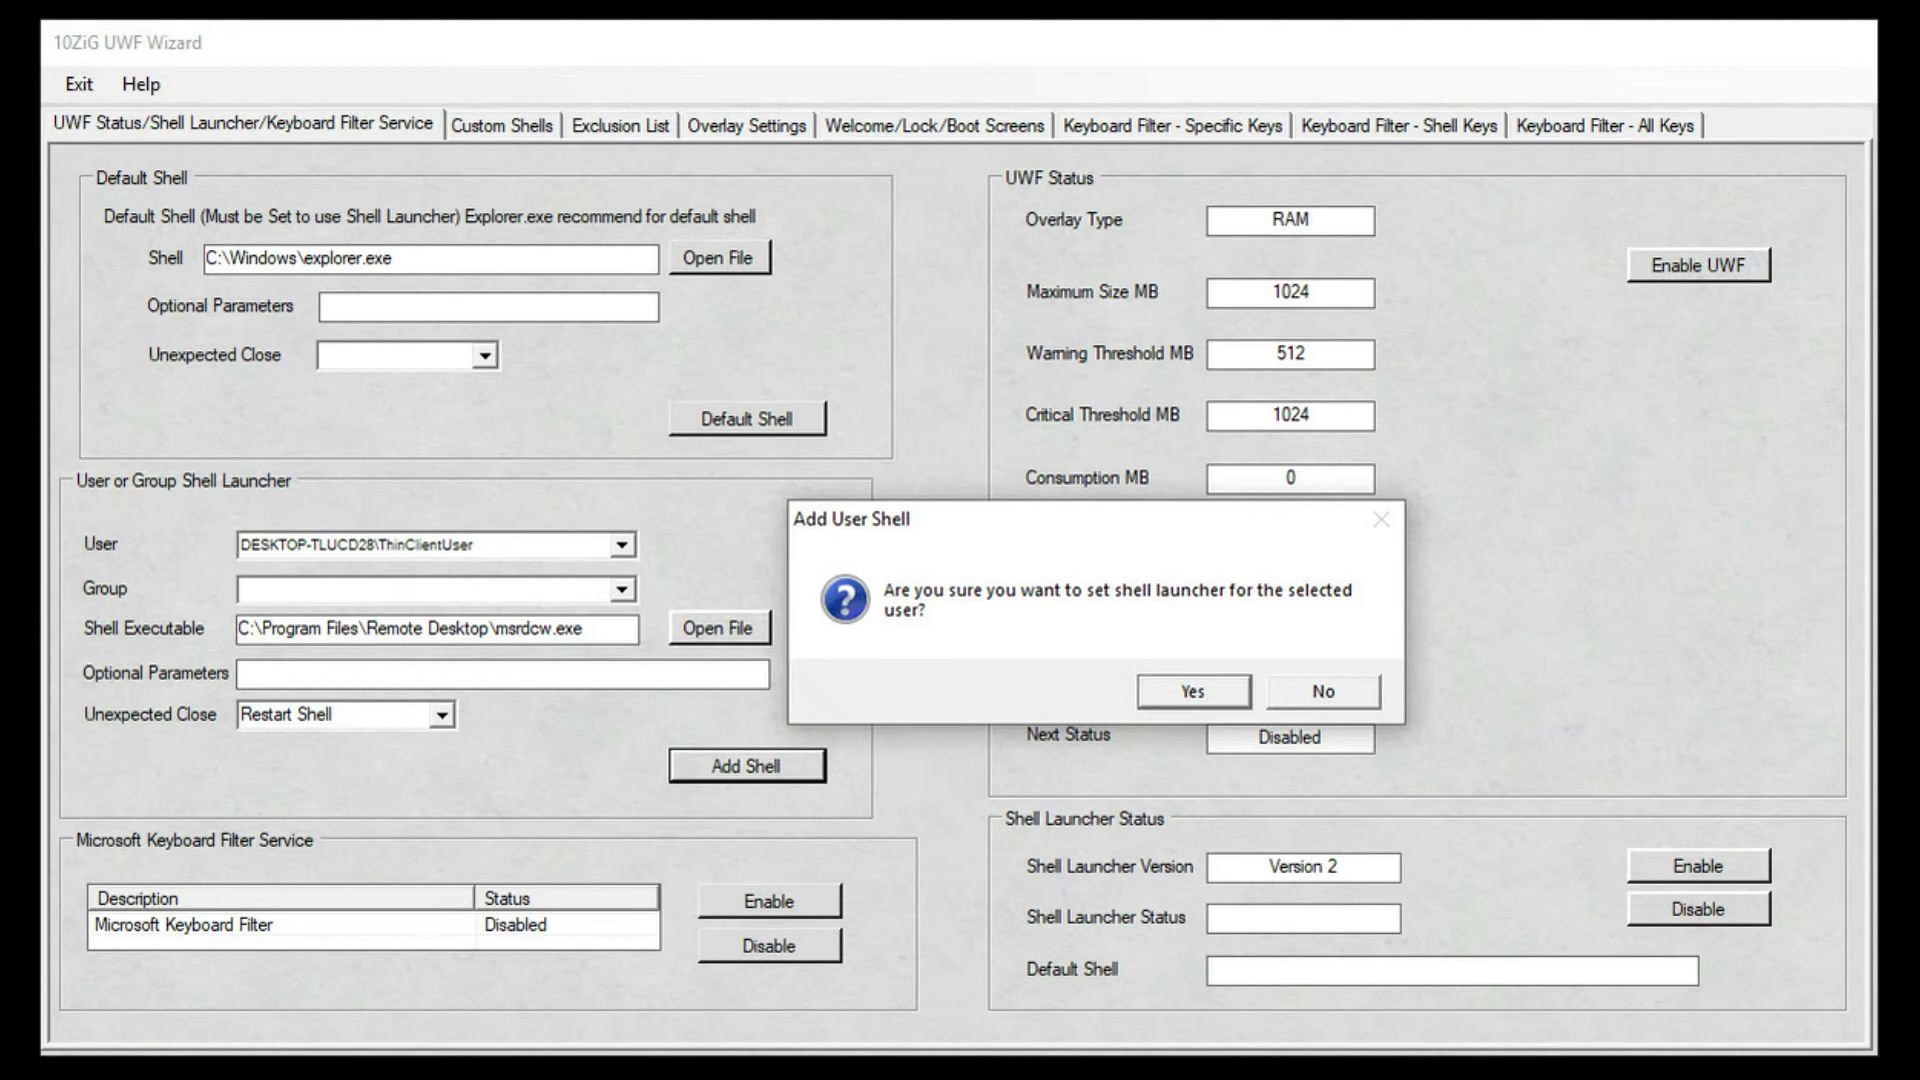 10ZiG UWF Wizard
Exit Help
UWF Status/Shell Launcher/Keyboard Filter Service Custom Shells Exclusion List Overlay Settings Welcome/Lock/Boot Screens Keyboard Filter - Specific Keys Keyboard Filter - Shell Keys Keyboard Filter - All Keys
Default Shell
Default Shell (Must be Set to use Shell Launcher) Explorer.exe recommend for default shell
Shell C:\Windows\explorer.exe Open File
Optional Parameters
Unexpected Close
Default Shell
User or Group Shell Launcher
User DESKTOP-TLUCD28\ThinClientUser
Group
Shell Executable C:\Program Files\Remote Desktop\msrdcw.exe Open File
Optional Parameters
Unexpected Close Restart Shell
Add Shell
Microsoft Keyboard Filter Service
Description Status
Microsoft Keyboard Filter Disabled
Enable
Disable
UWF Status
Overlay Type RAM
Enable UWF
Maximum Size MB 1024
Warning Threshold MB 512
Critical Threshold MB 1024
Consumption MB 0
Add User Shell
Are you sure you want to set shell launcher for the selected
user?
Yes No
Next Status Disabled
Shell Launcher Status
Shell Launcher Version Version 2 Enable
Shell Launcher Status Disable
Default Shell